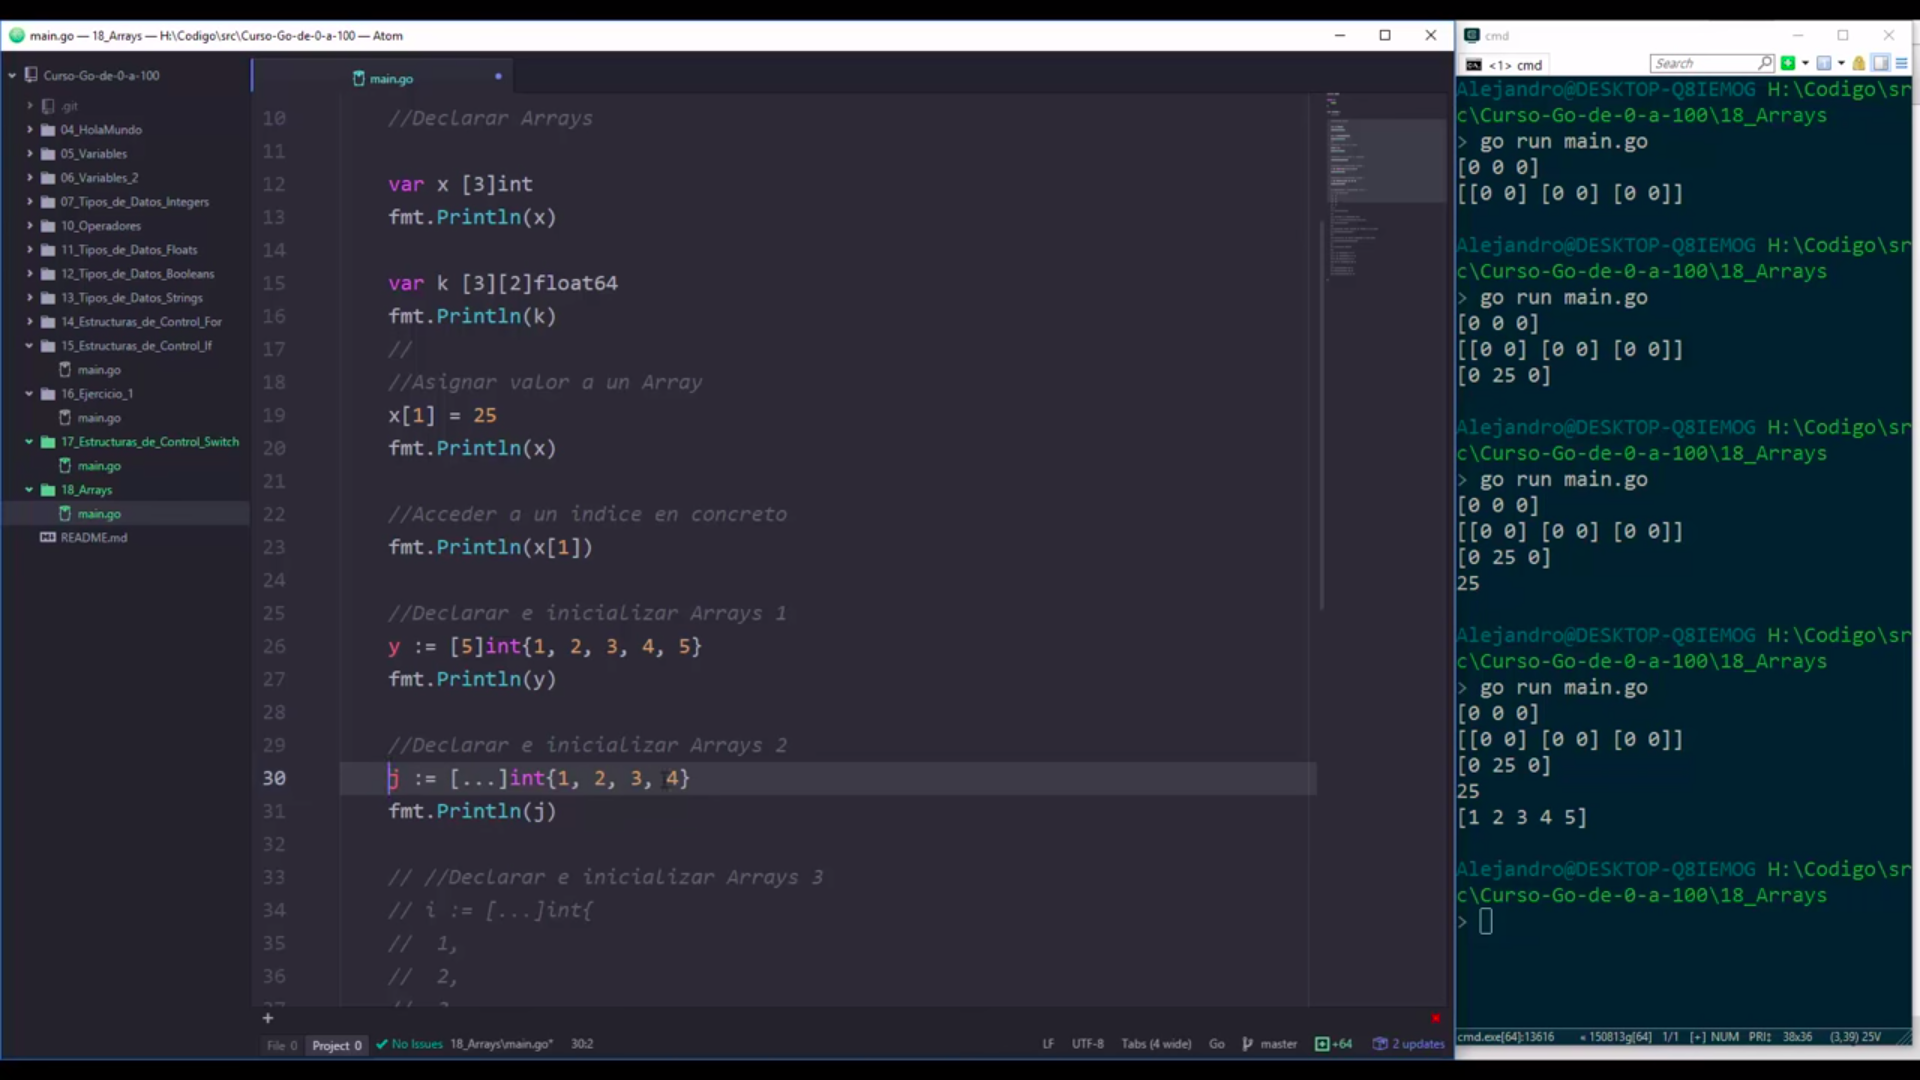 main.go — 18_Arrays — H:\Codigo\src\Curso-Go-de-0-a-100 — Atom
Curso-Go-de-0-a-100
.git
04_HolaMundo
05_Variables
06_Variables_2
07_Tipos_de_Datos_Integers
10_Operadores
11_Tipos_de_Datos_Floats
12_Tipos_de_Datos_Booleans
13_Tipos_de_Datos_Strings
14_Estructuras_de_Control_For
15_Estructuras_de_Control_If
main.go
16_Ejercicio_1
main.go
17_Estructuras_de_Control_Switch
main.go
18_Arrays
main.go
README.md
main.go
10 //Declarar Arrays
11
12 var x [3]int
13 fmt.Println(x)
14
15 var k [3][2]float64
16 fmt.Println(k)
17 //
18 //Asignar valor a un Array
19 x[1] = 25
20 fmt.Println(x)
21
22 //Acceder a un indice en concreto
23 fmt.Println(x[1])
24
25 //Declarar e inicializar Arrays 1
26 y := [5]int{1, 2, 3, 4, 5}
27 fmt.Println(y)
28
29 //Declarar e inicializar Arrays 2
30 j := [...]int{1, 2, 3, 4}
31 fmt.Println(j)
32
33 // //Declarar e inicializar Arrays 3
34 // i := [...]int{
35 // 1,
36 // 2,
+
File 0 Project 0 No Issues 18_Arrays\main.go* 30:2
LF UTF-8 Tabs (4 wide) Go master +64 2 updates
cmd
<1> cmd
Search
Alejandro@DESKTOP-Q8IEMOG H:\Codigo\sr
c\Curso-Go-de-0-a-100\18_Arrays
> go run main.go
[0 0 0]
[[0 0] [0 0] [0 0]]
Alejandro@DESKTOP-Q8IEMOG H:\Codigo\sr
c\Curso-Go-de-0-a-100\18_Arrays
> go run main.go
[0 0 0]
[[0 0] [0 0] [0 0]]
[0 25 0]
Alejandro@DESKTOP-Q8IEMOG H:\Codigo\sr
c\Curso-Go-de-0-a-100\18_Arrays
> go run main.go
[0 0 0]
[[0 0] [0 0] [0 0]]
[0 25 0]
25
Alejandro@DESKTOP-Q8IEMOG H:\Codigo\sr
c\Curso-Go-de-0-a-100\18_Arrays
> go run main.go
[0 0 0]
[[0 0] [0 0] [0 0]]
[0 25 0]
25
[1 2 3 4 5]
Alejandro@DESKTOP-Q8IEMOG H:\Codigo\sr
c\Curso-Go-de-0-a-100\18_Arrays
>
cmd.exe[64]:13616 « 150813g[64] 1/1 [+] NUM PRI↕ 38x36 (3,39) 25V